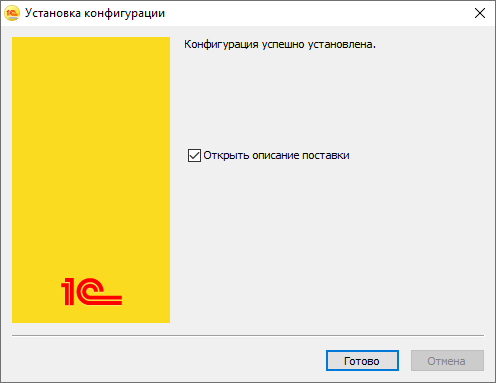 Установка конфигурации
Конфигурация успешно установлена.
Открыть описание поставки
1С
Готово
Отмена